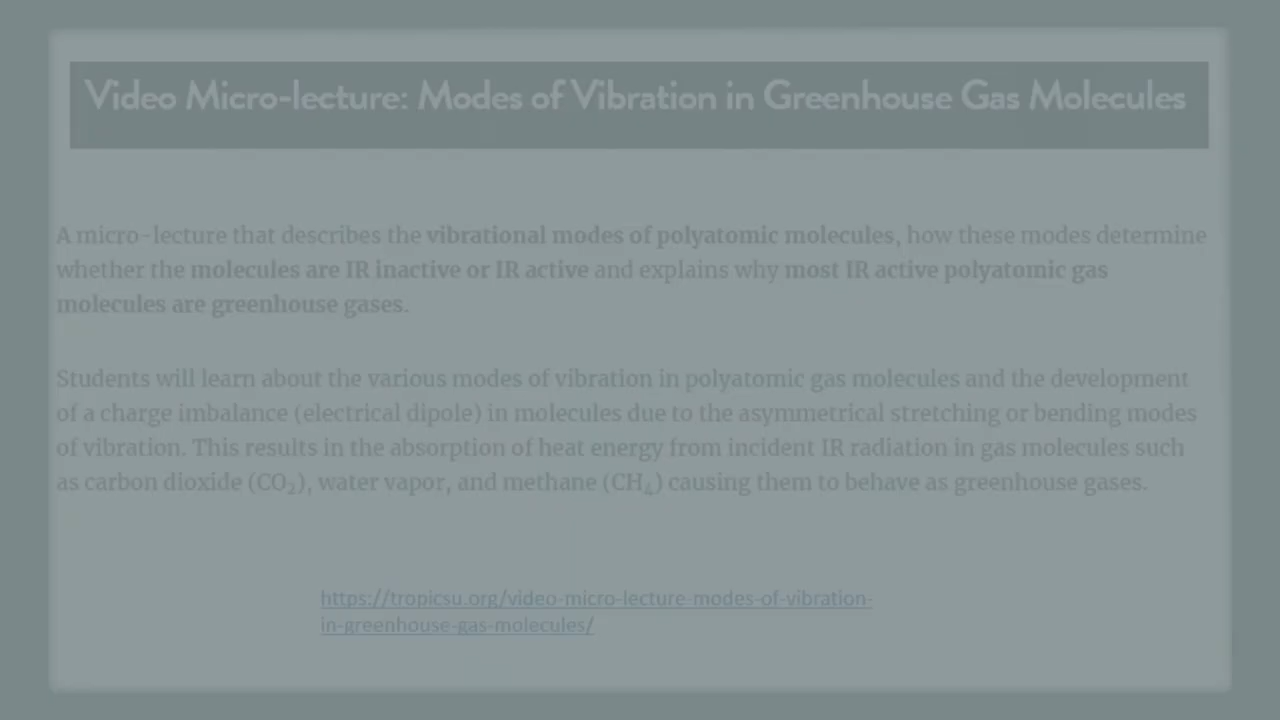 Video Micro-lecture: Modes of Vibration in Greenhouse Gas Molecules
A micro-lecture that describes the vibrational modes of polyatomic molecules, how these modes determine
whether the molecules are IR inactive or IR active and explains why most IR active polyatomic gas
molecules are greenhouse gases.
Students will learn about the various modes of vibration in polyatomic gas molecules and the development
of a charge imbalance (electrical dipole) in molecules due to the asymmetrical stretching or bending modes
of vibration. This results in the absorption of heat energy from incident IR radiation in gas molecules such
as carbon dioxide (CO₂), water vapor, and methane (CH₄) causing them to behave as greenhouse gases.
https://tropicsu.org/video-micro-lecture-modes-of-vibration-
in-greenhouse-gas-molecules/